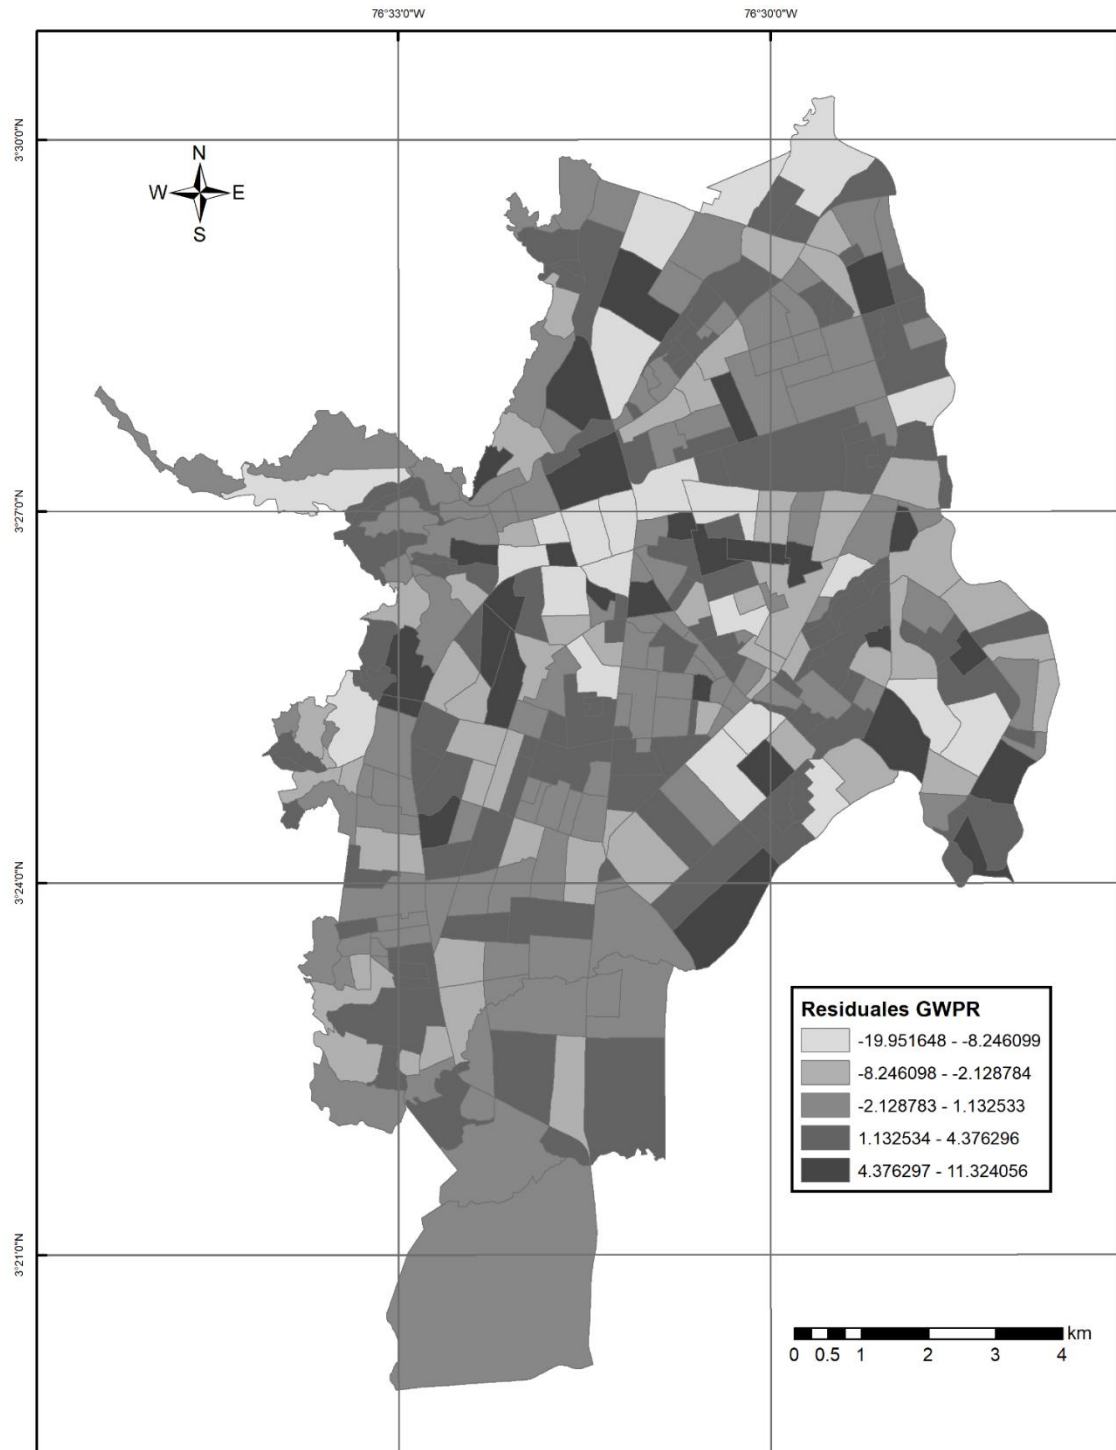 76°33'0"W
76°30'0"W
3°30'0"N
N
W
E
S
3°27'0"N
3°24'0"N
Residuales GWPR
-19.951648 - -8.246099
-8.246098 - -2.128784
-2.128783 - 1.132533
1.132534 - 4.376296
4.376297 - 11.324056
3°21'0"N
km
0 0.5 1 2 3 4